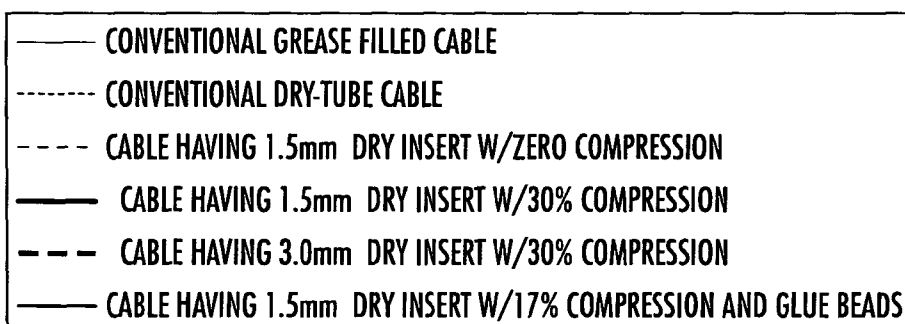 CONVENTIONAL GREASE FILLED CABLE
CONVENTIONAL DRY-TUBE CABLE
CABLE HAVING 1.5mm DRY INSERT W/ZERO COMPRESSION
CABLE HAVING 1.5mm DRY INSERT W/30% COMPRESSION
CABLE HAVING 3.0mm DRY INSERT W/30% COMPRESSION
CABLE HAVING 1.5mm DRY INSERT W/17% COMPRESSION AND GLUE BEADS